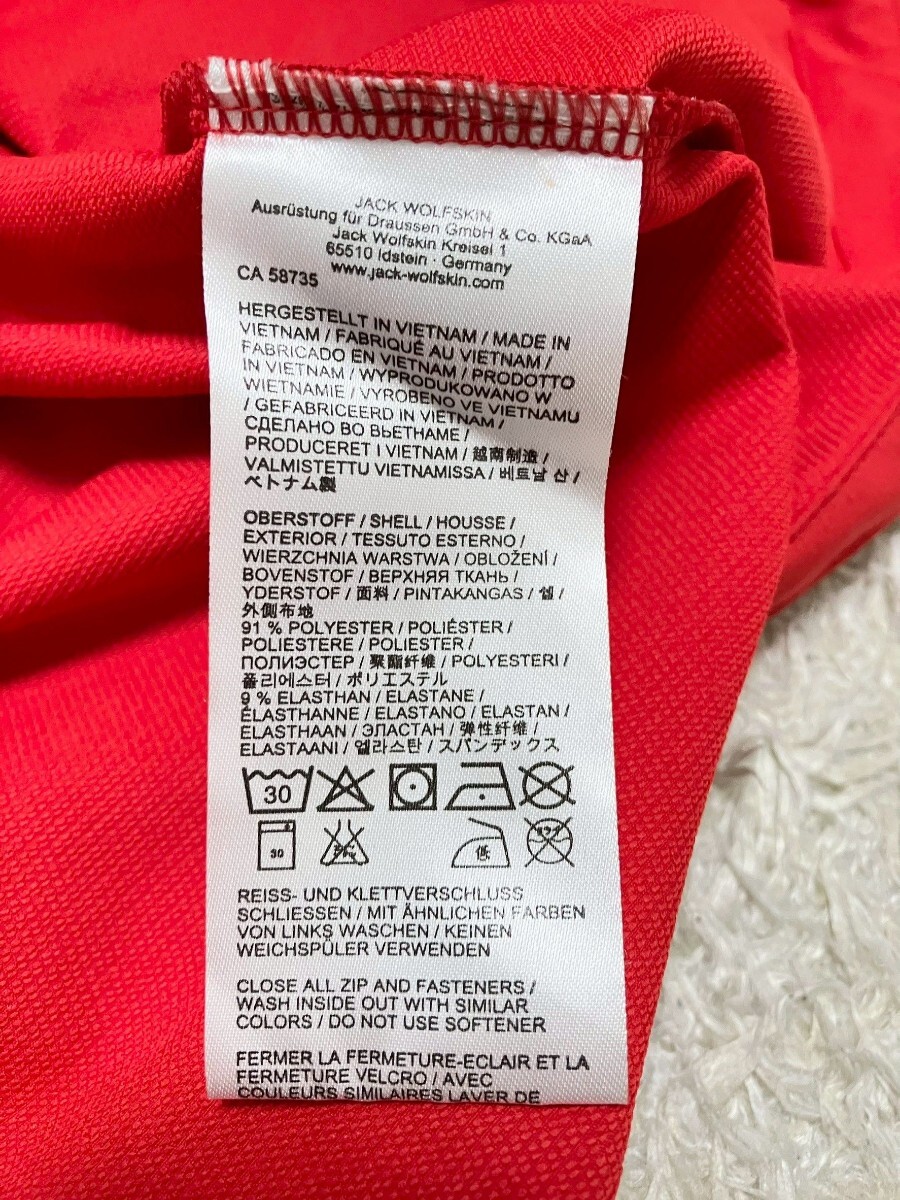 JACK WOLFSKIN
Ausrüstung für Draussen GmbH & Co. KGaA
Jack Wolfskin Kreisel 1
65510 Idstein · Germany
www.jack-wolfskin.com
CA 58735
HERGESTELLT IN VIETNAM / MADE IN
VIETNAM / FABRIQUÉ AU VIETNAM /
FABRICADO EN VIETNAM / PRODOTTO
IN VIETNAM / WYPRODUKOWANO W
WIETNAMIE / VYROBENO VE VIETNAMU
/ GEFABRICEERD IN VIETNAM /
СДЕЛАНО ВО ВЬЕТНАМЕ /
PRODUCERET I VIETNAM / 越南制造 /
VALMISTETTU VIETNAMISSA / 베트남 산 /
ベトナム製
OBERSTOFF / SHELL / HOUSSE /
EXTERIOR / TESSUTO ESTERNO /
WIERZCHNIA WARSTWA / OBLOŽENÍ /
BOVENSTOF / ВЕРХНЯЯ ТКАНЬ /
YDERSTOF / 面料 / PINTAKANGAS / 쉘 /
外側布地
91 % POLYESTER / POLIÉSTER /
POLIESTERE / POLIESTER /
ПОЛИЭСТЕР / 聚酯纤维 / POLYESTERI /
폴리에스터 / ポリエステル
9 % ELASTHAN / ELASTANE /
ÉLASTHANNE / ELASTANO / ELASTAN /
ELASTHAAN / ЭЛАСТАН / 弹性纤维 /
ELASTAANI / 엘라스탄 / スパンデックス
30
30
低
REISS- UND KLETTVERSCHLUSS
SCHLIESSEN / MIT ÄHNLICHEN FARBEN
VON LINKS WASCHEN / KEINEN
WEICHSPÜLER VERWENDEN
CLOSE ALL ZIP AND FASTENERS /
WASH INSIDE OUT WITH SIMILAR
COLORS / DO NOT USE SOFTENER
FERMER LA FERMETURE-ECLAIR ET LA
FERMETURE VELCRO / AVEC
COULEURS SIMILAIRES LAVER DE